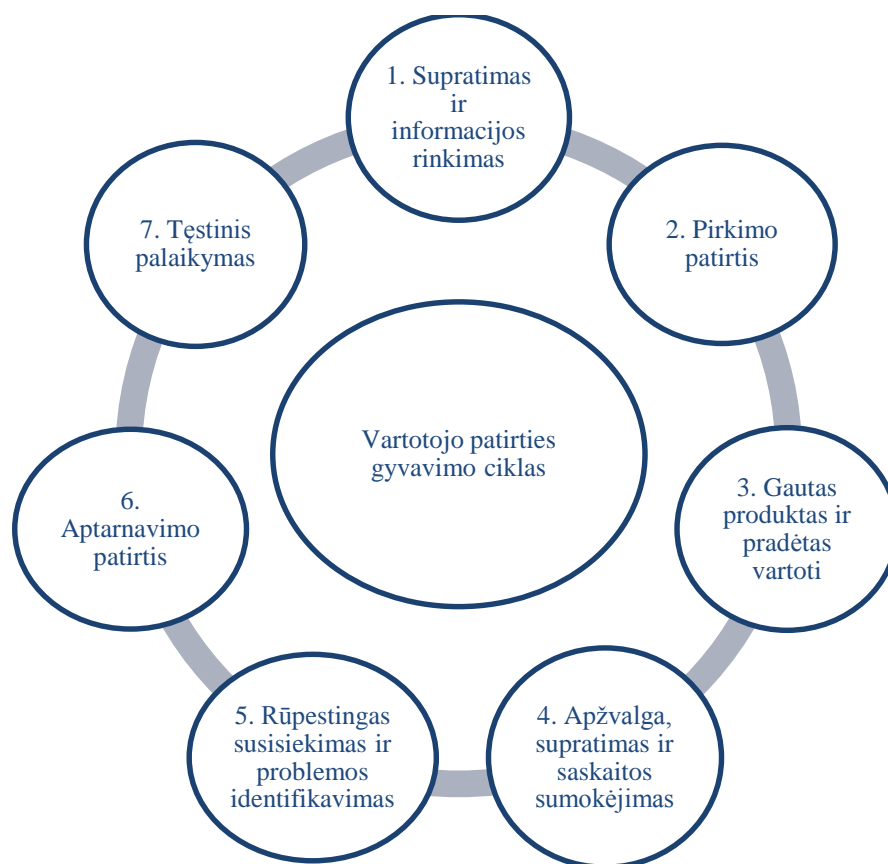 1. Supratimas
ir
informacijos
rinkimas
2. Pirkimo
patirtis
3. Gautas
produktas ir
pradėtas
vartoti
4. Apžvalga,
supratimas ir
saskaitos
sumokėjimas
5. Rūpestingas
susisiekimas ir
problemos
identifikavimas
6.
Aptarnavimo
patirtis
7. Tęstinis
palaikymas
Vartotojo patirties
gyvavimo ciklas